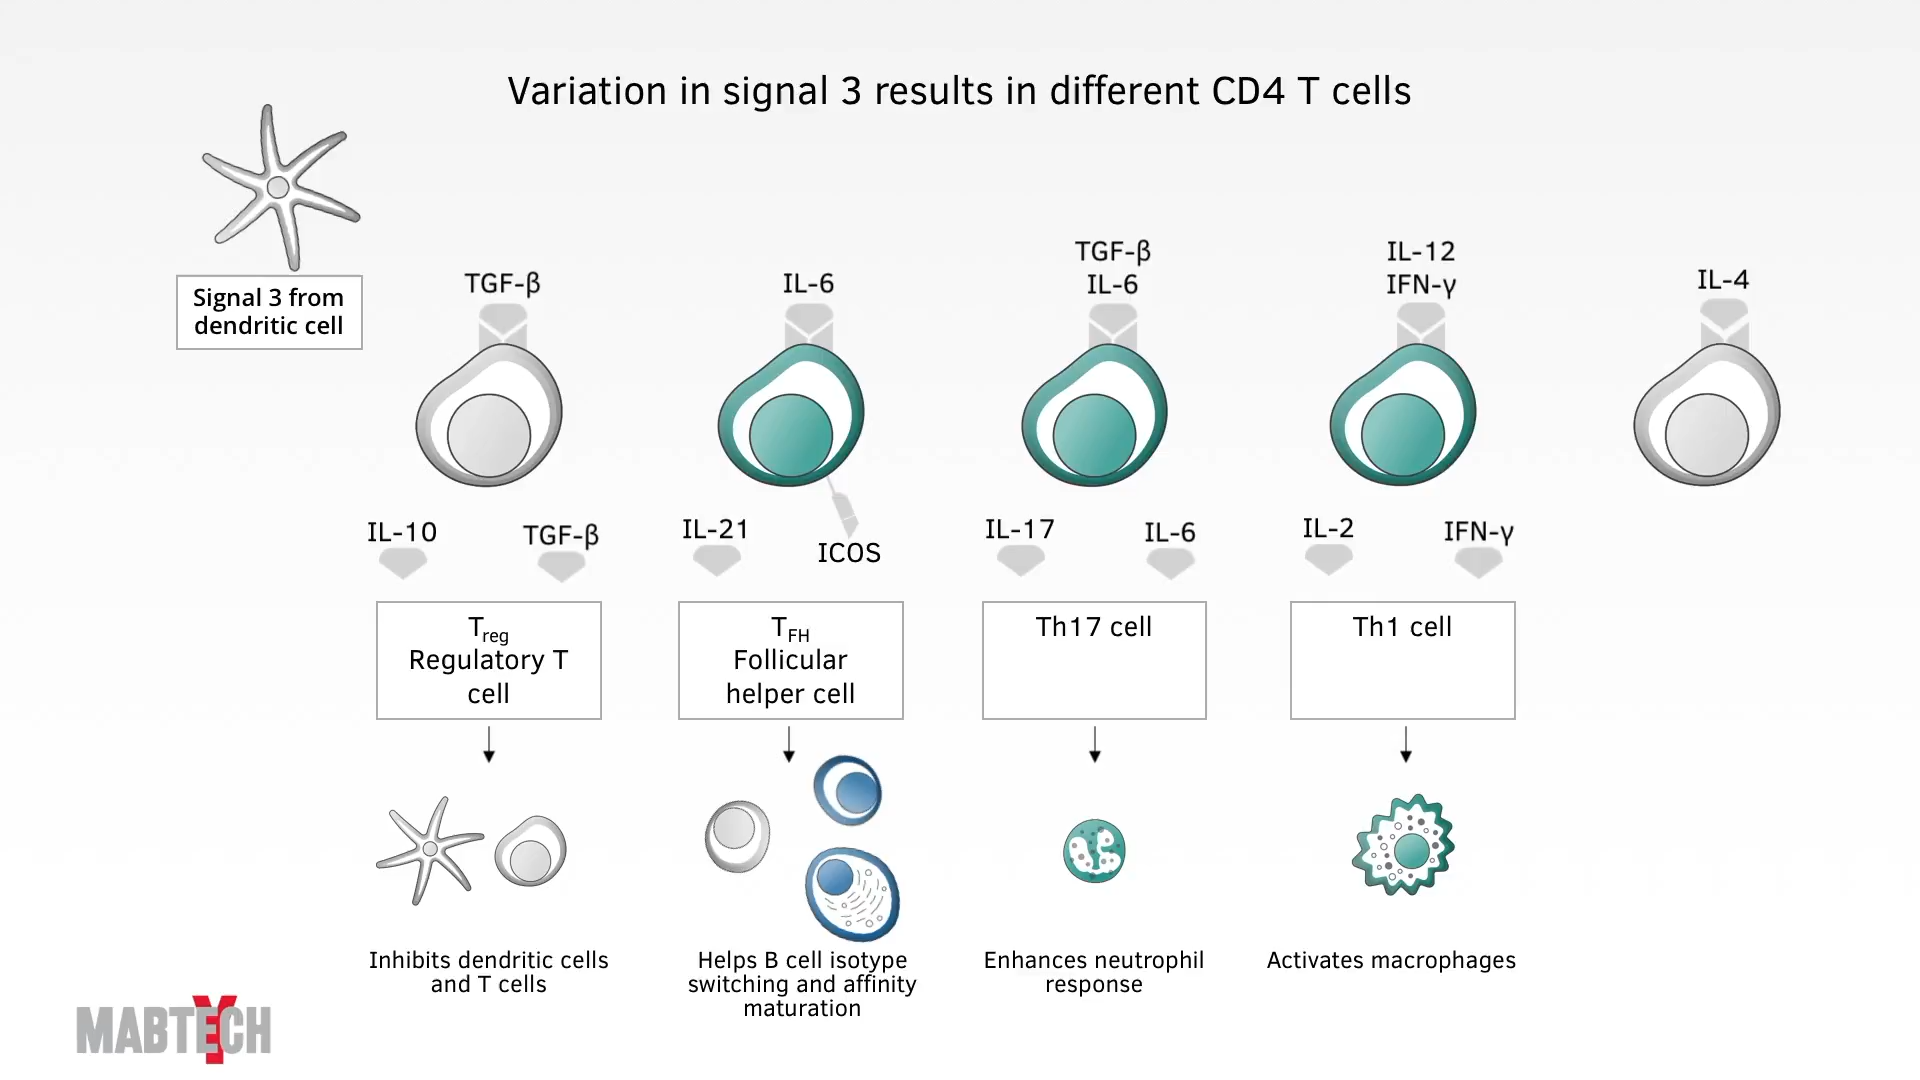 Variation in signal 3 results in different CD4 T cells
Signal 3 from
dendritic cell
TGF-β
IL-6
TGF-β
IL-6
IL-12
IFN-γ
IL-4
IL-10
TGF-β
IL-21
ICOS
IL-17
IL-6
IL-2
IFN-γ
Treg
Regulatory T
cell
TFH
Follicular
helper cell
Th17 cell
Th1 cell
Inhibits dendritic cells
and T cells
Helps B cell isotype
switching and affinity
maturation
Enhances neutrophil
response
Activates macrophages
MABTECH